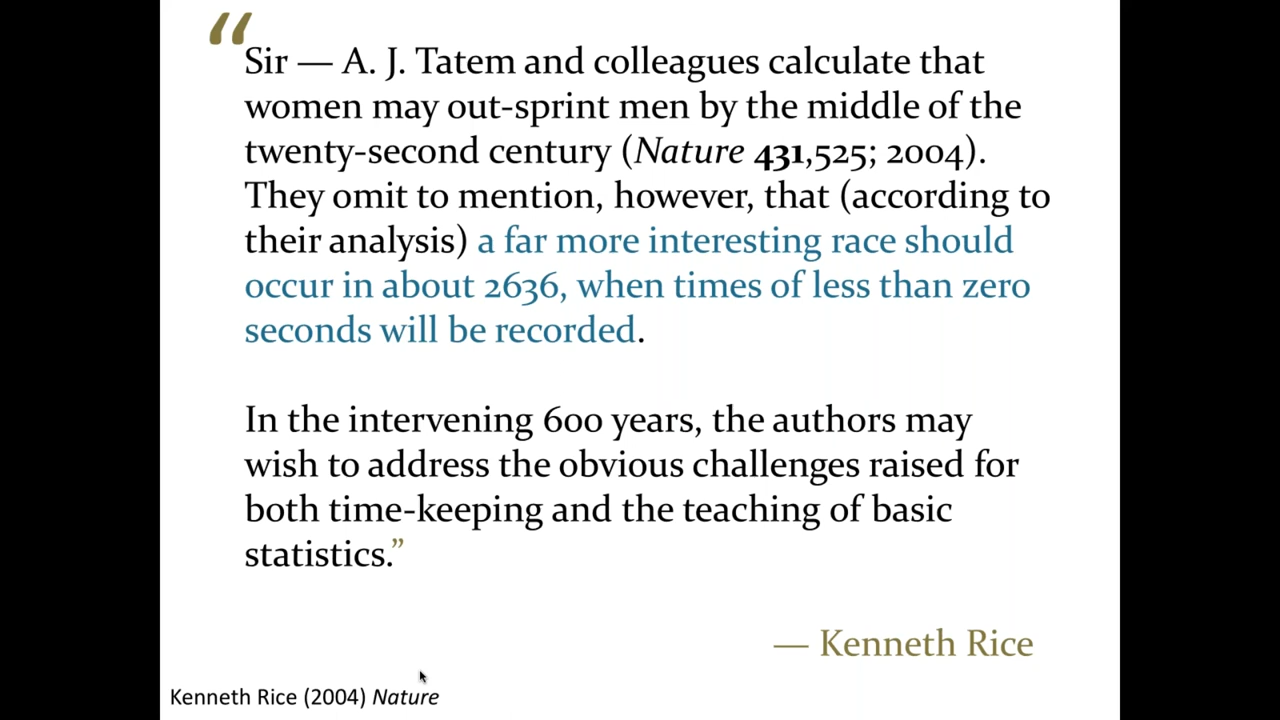 “Sir — A. J. Tatem and colleagues calculate that
women may out-sprint men by the middle of the
twenty-second century (Nature 431,525; 2004).
They omit to mention, however, that (according to
their analysis) a far more interesting race should
occur in about 2636, when times of less than zero
seconds will be recorded.
In the intervening 600 years, the authors may
wish to address the obvious challenges raised for
both time-keeping and the teaching of basic
statistics.”
— Kenneth Rice
Kenneth Rice (2004) Nature